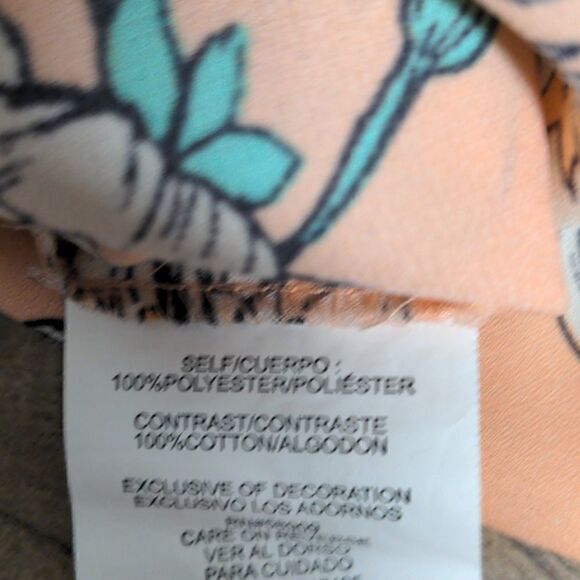 SELF/CUERPO :
100%POLYESTER/POLIÉSTER
CONTRAST/CONTRASTE
100%COTTON/ALGODON
EXCLUSIVE OF DECORATION
EXCLUSIVO LOS ADORNOS
CARE ON
VER AL DORSO
PARA CUIDADO